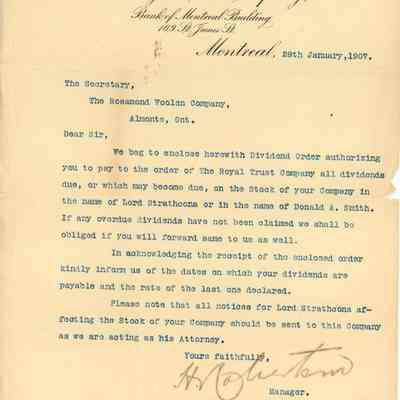 Bank of Montreal Building,
109 St. James St.
Montreal, 29th January, 1907.
The Secretary,
The Rosamond Woolen Company,
Almonte, Ont.
Dear Sir,
We beg to enclose herewith Dividend Order authorizing
you to pay to the order of The Royal Trust Company all dividends
due, or which may become due, on the Stock of your Company in
the name of Lord Strathcona or in the name of Donald A. Smith.
If any overdue dividends have not been claimed we shall be
obliged if you will forward same to us as well.
In acknowledging the receipt of the enclosed order
kindly inform us of the dates on which your dividends are
payable and the rate of the last one declared.
Please note that all notices for Lord Strathcona af-
fecting the Stock of your Company should be sent to this Company
as we are acting as his Attorney.
Yours faithfully,
H Robertson
Manager.